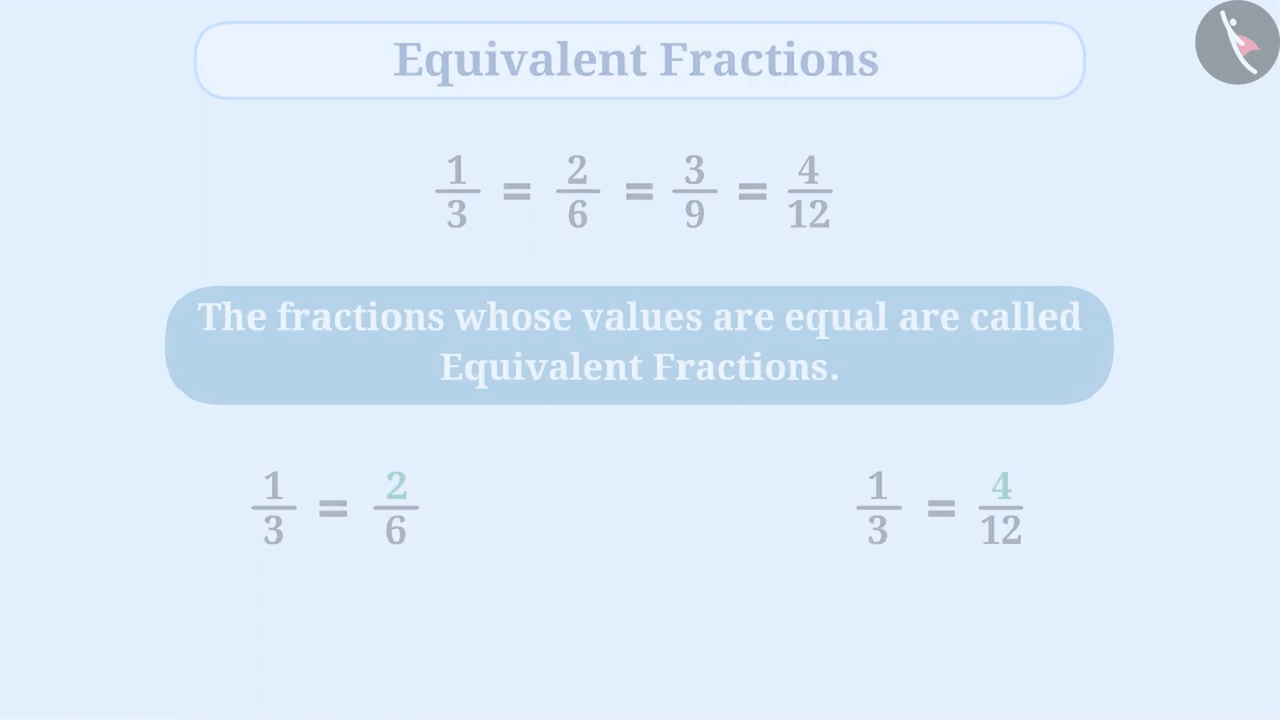 Equivalent Fractions
1/3 = 2/6 = 3/9 = 4/12
The fractions whose values are equal are called
Equivalent Fractions.
1/3 = 2/6
1/3 = 4/12